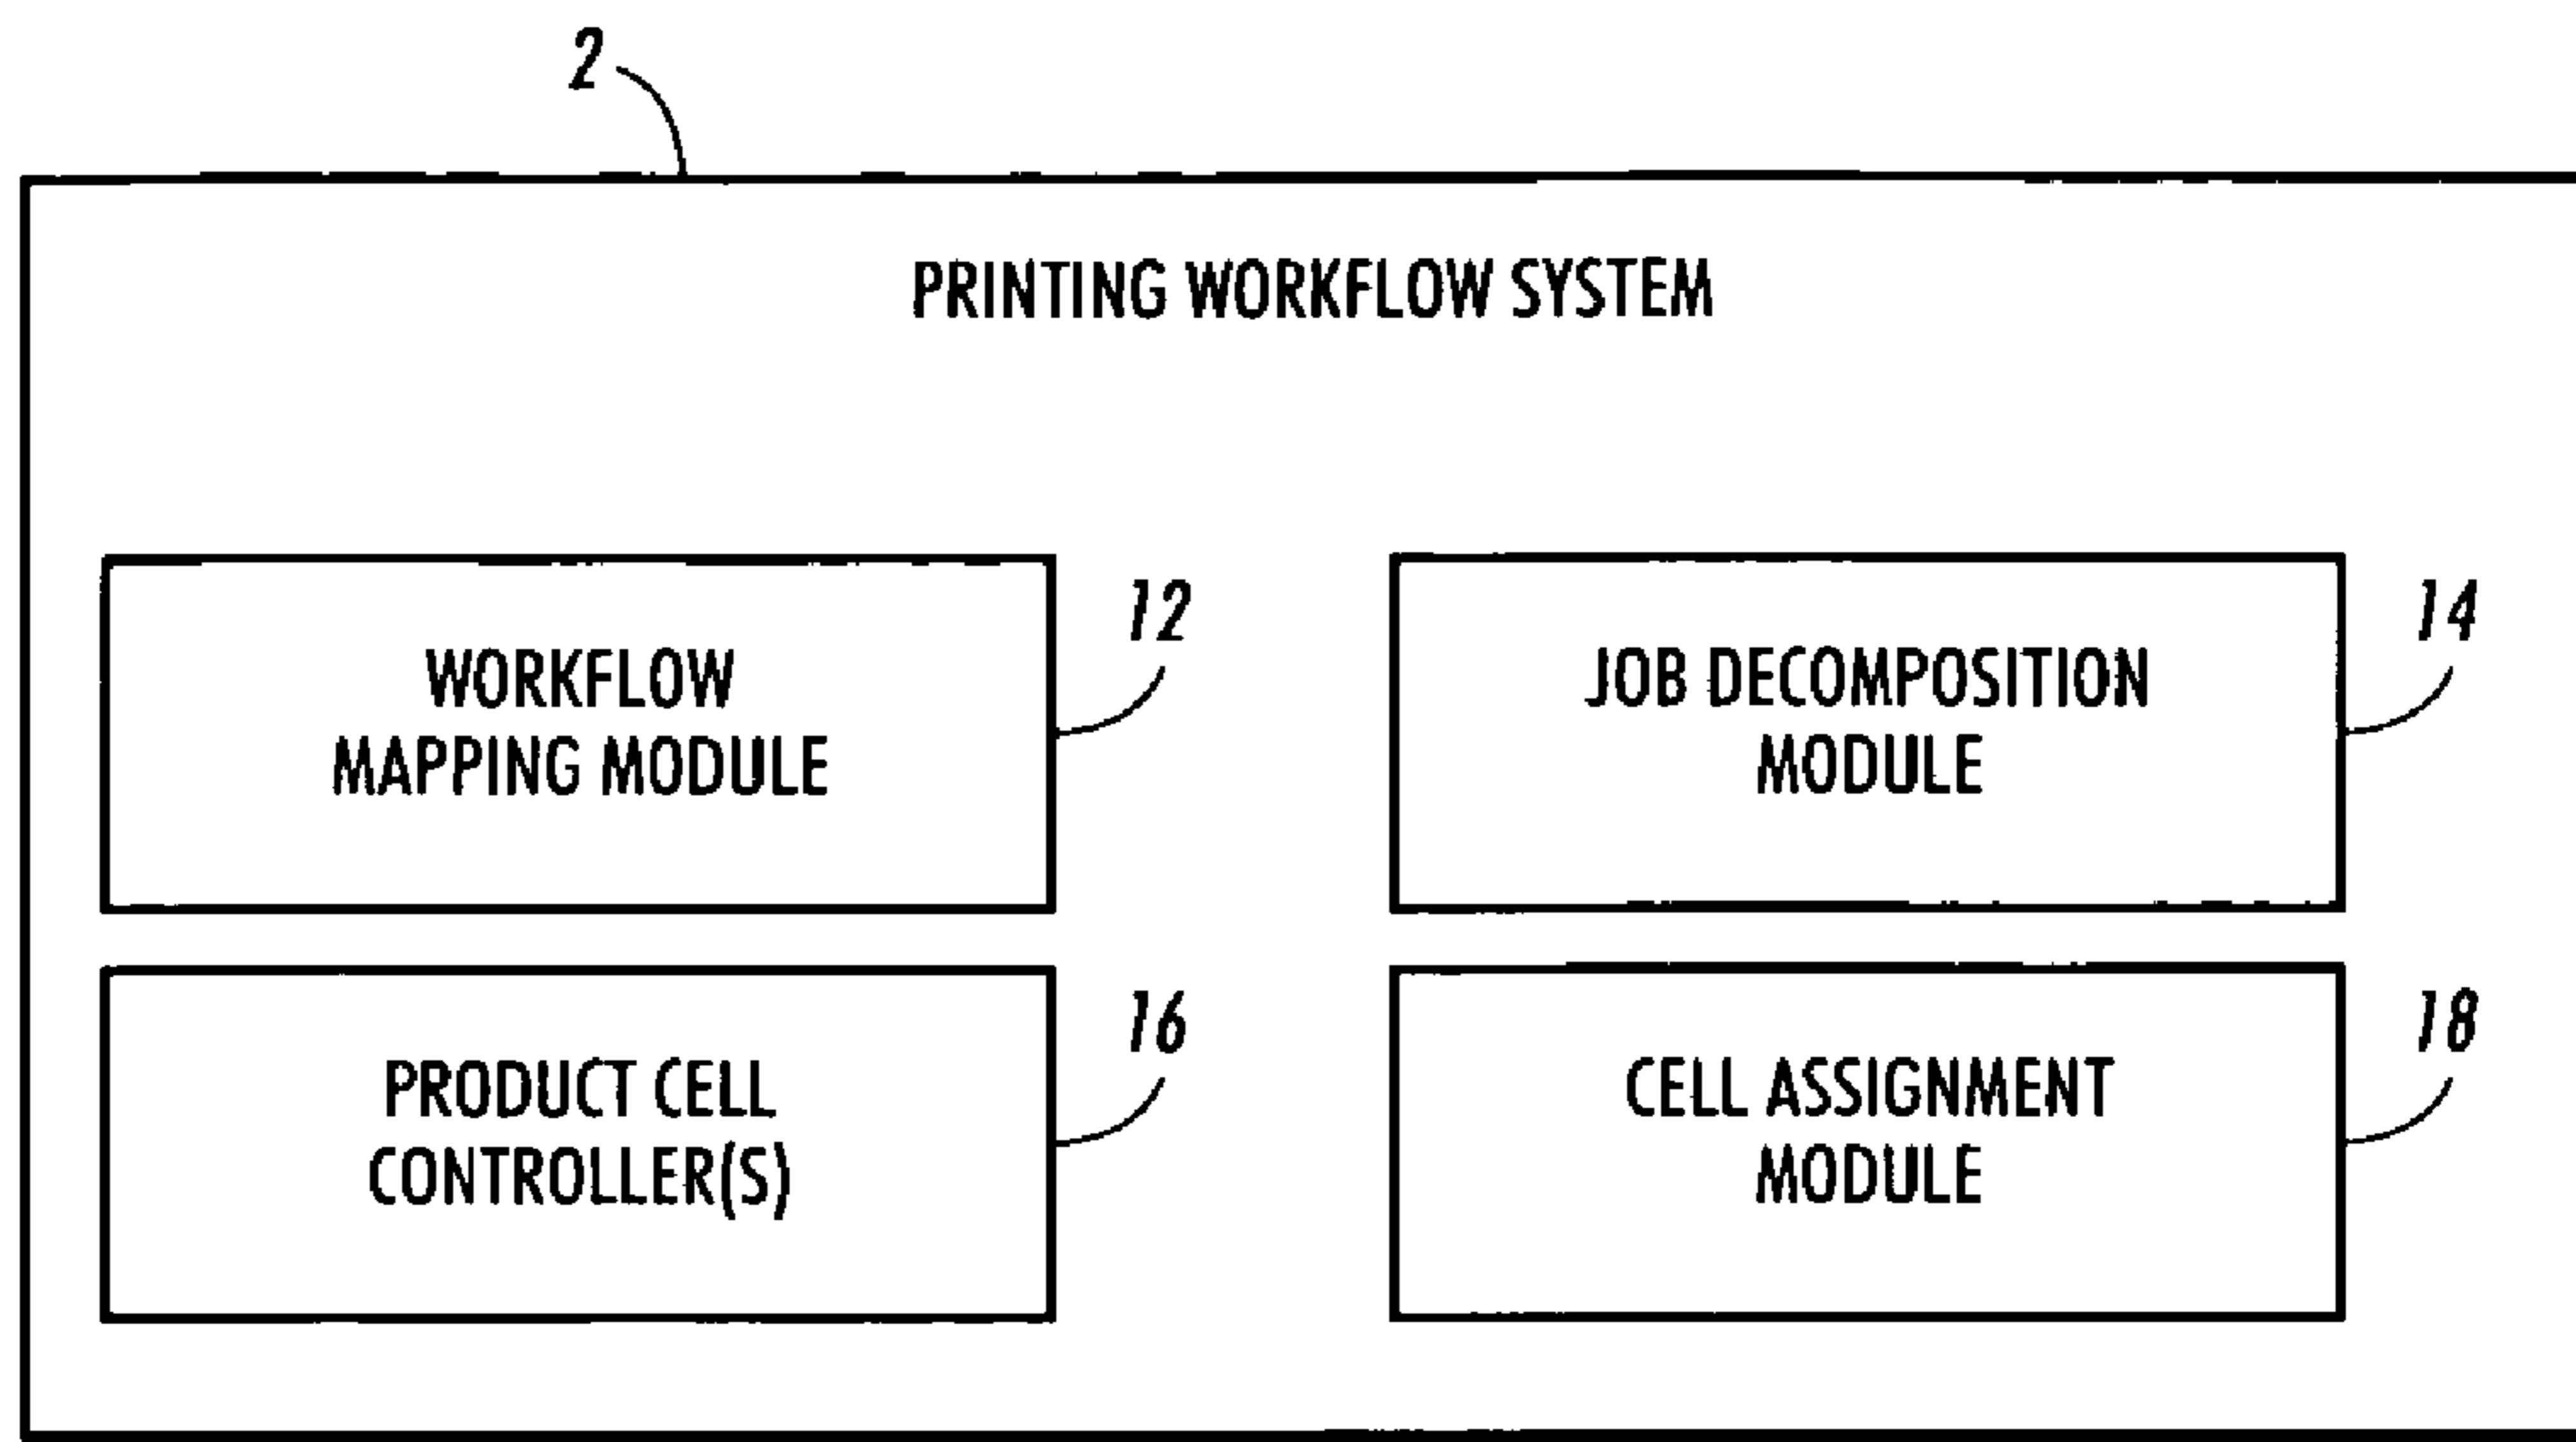 2
PRINTING WORKFLOW SYSTEM
WORKFLOW
MAPPING MODULE
12
JOB DECOMPOSITION
MODULE
14
PRODUCT CELL
CONTROLLER(S)
16
CELL ASSIGNMENT
MODULE
18